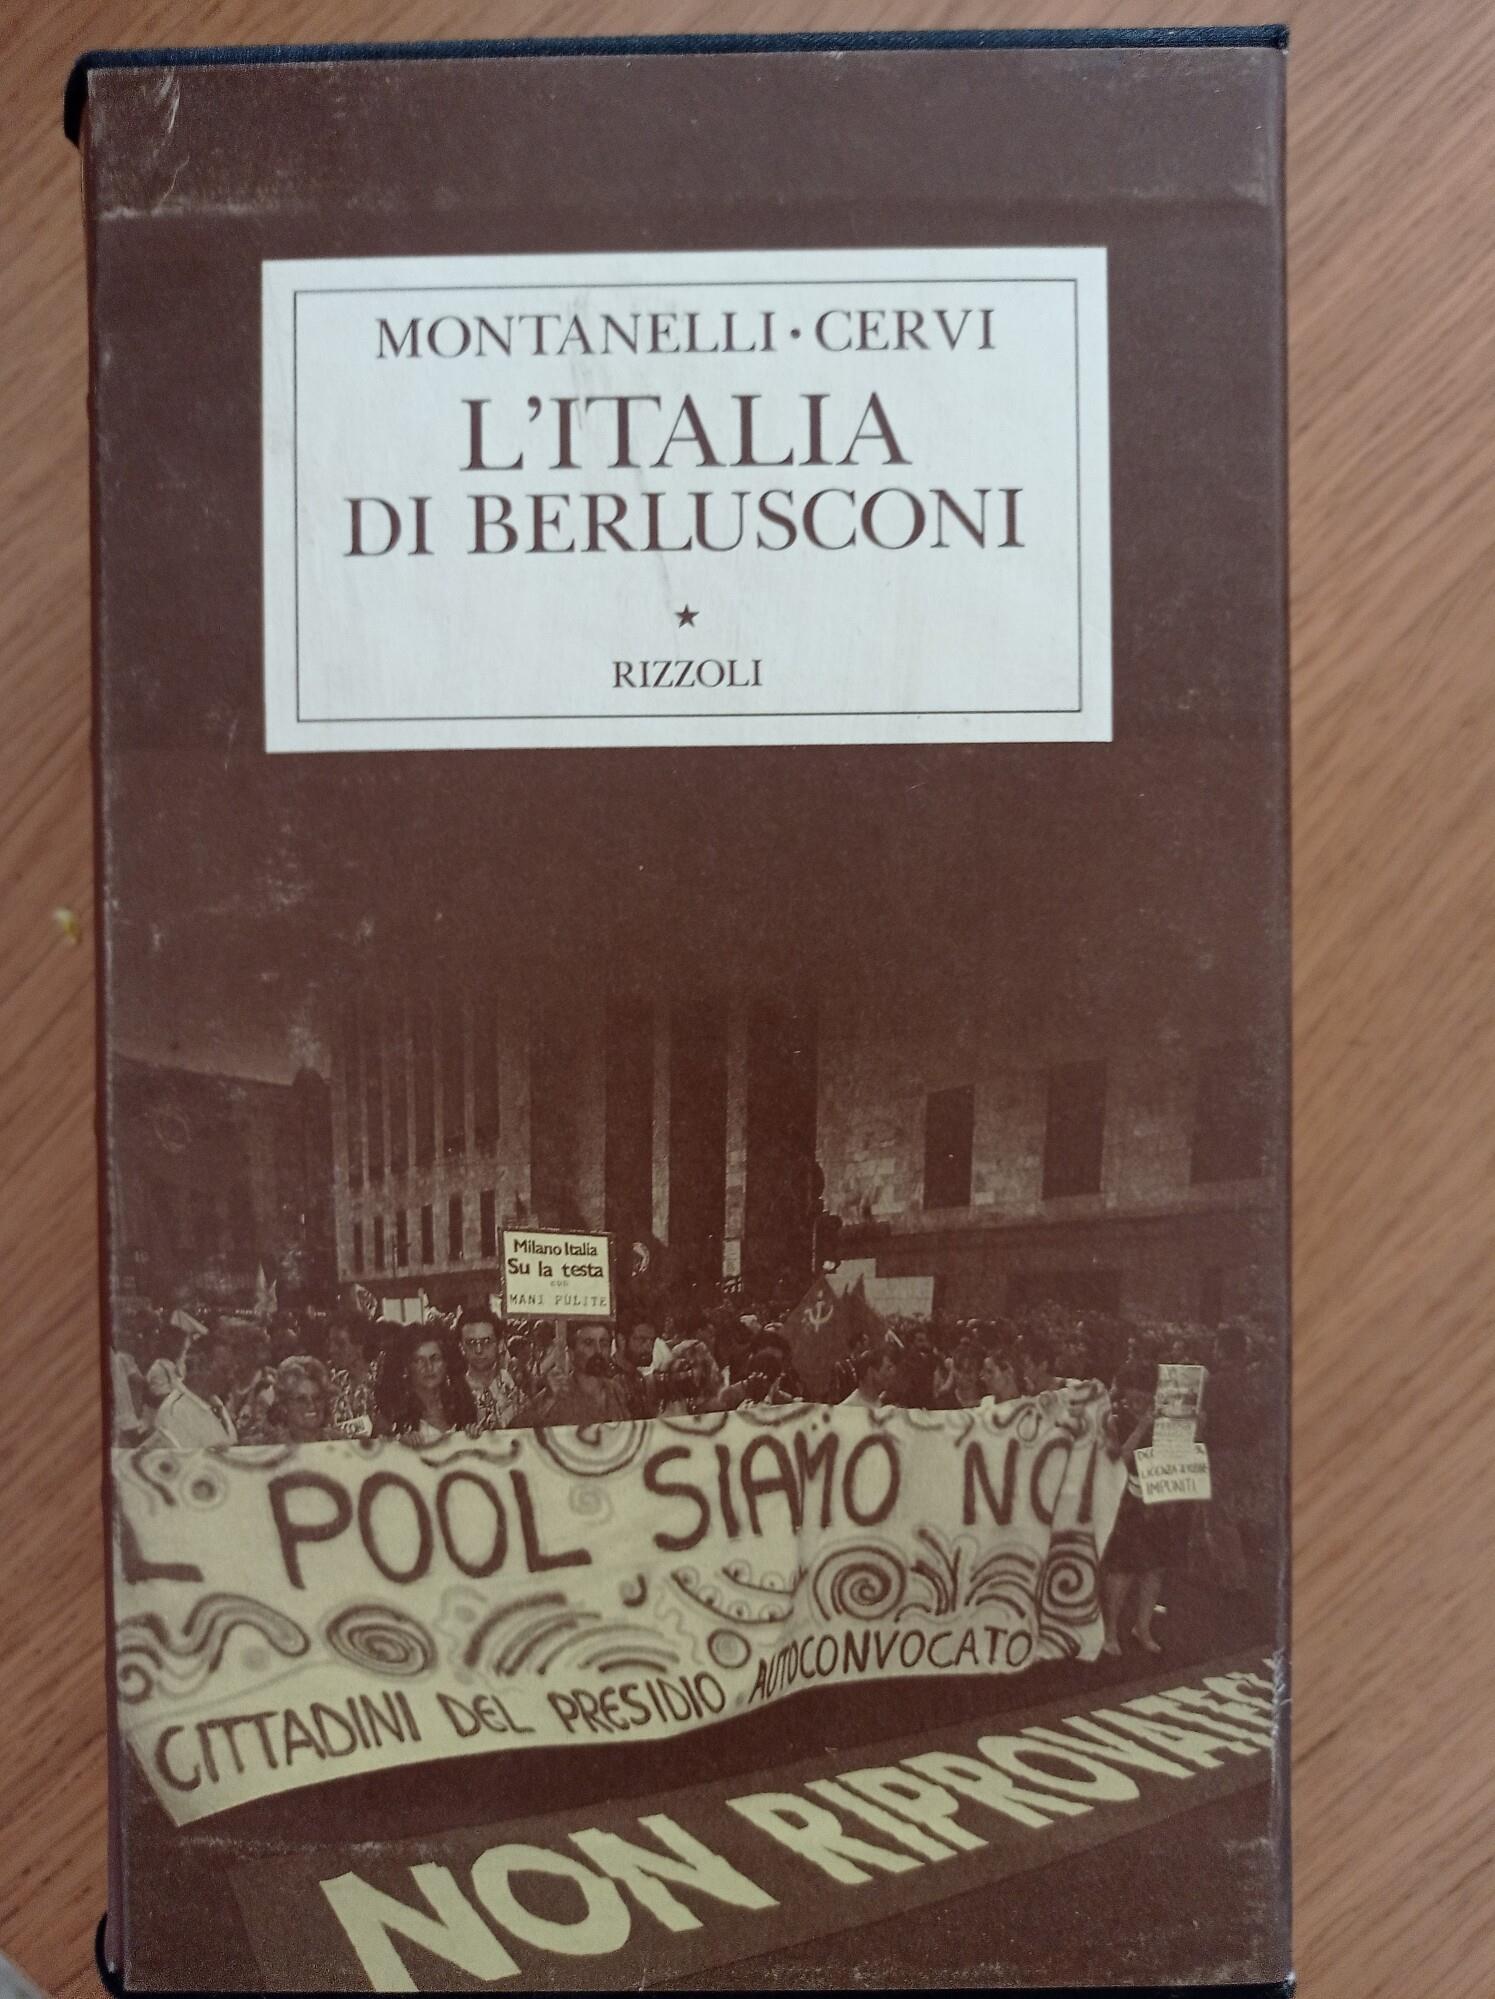 MONTANELLI • CERVI
L'ITALIA
DI BERLUSCONI
★
RIZZOLI
Milano Italia
Su la testa
con
MANI PULITE
L POOL SIAMO NOI
CITTADINI DEL PRESIDIO AUTOCONVOCATO
IMPUNITI
NON RIPROVATECI